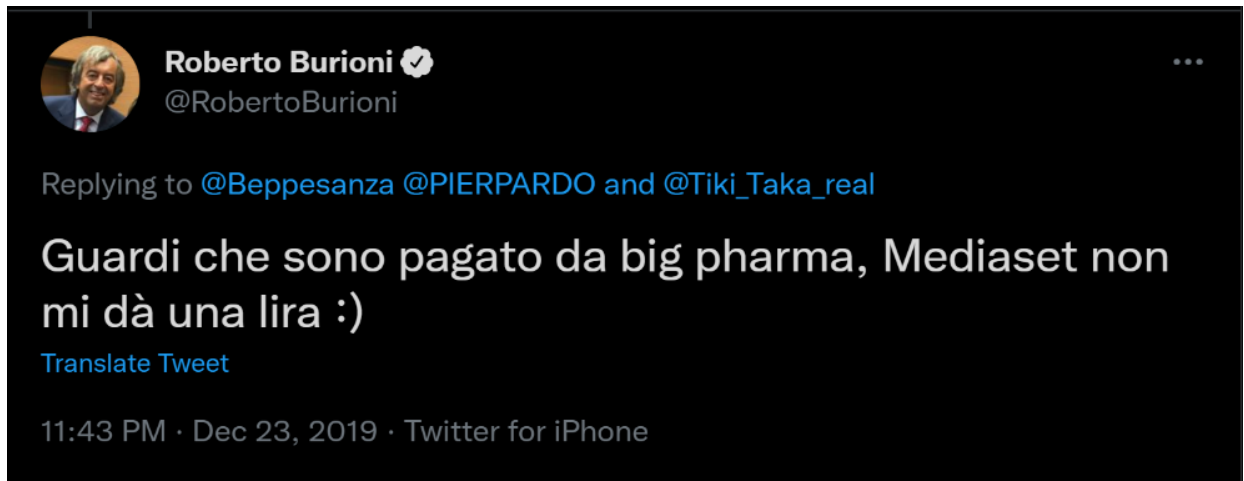 Roberto Burioni
@RobertoBurioni
Replying to @Beppesanza @PIERPARDO and @Tiki_Taka_real
Guardi che sono pagato da big pharma, Mediaset non
mi dà una lira :)
Translate Tweet
11:43 PM · Dec 23, 2019 · Twitter for iPhone